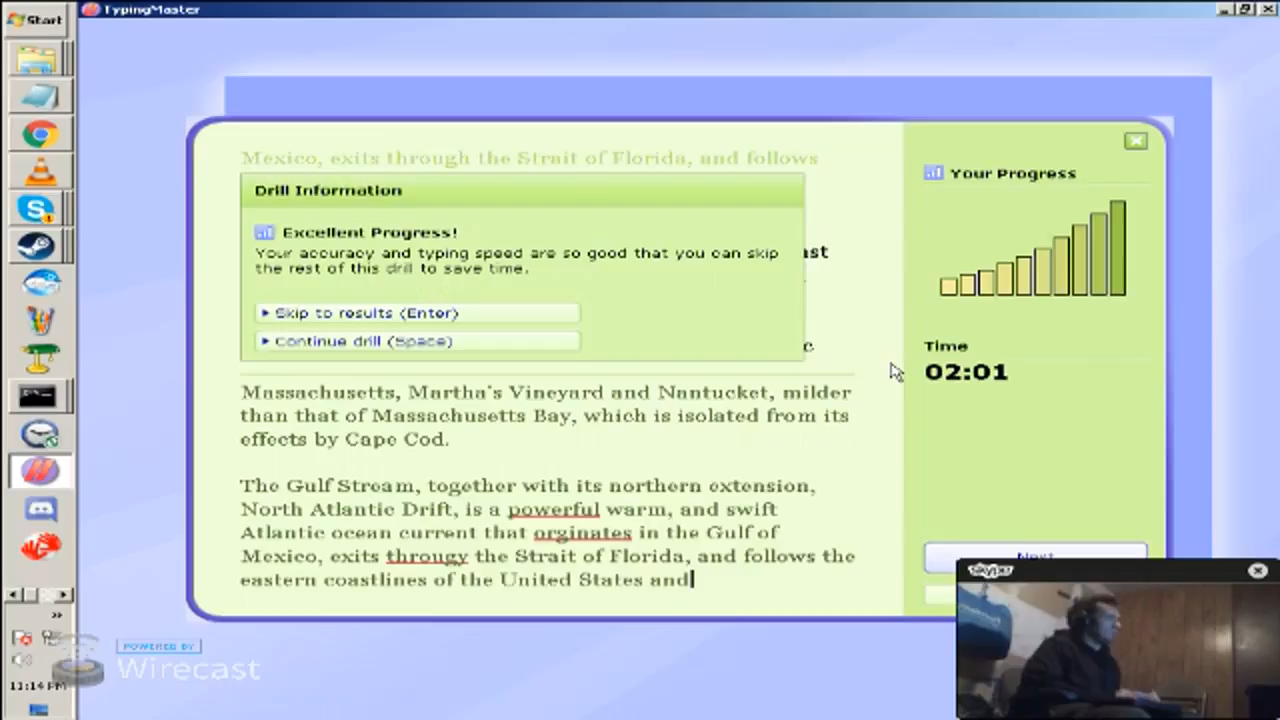 Start
TypingMaster
Mexico, exits through the Strait of Florida, and follows
Drill Information
Excellent Progress!
Your accuracy and typing speed are so good that you can skip
the rest of this drill to save time.
Skip to results (Enter)
Continue drill (Space)
ast
c
Massachusetts, Martha's Vineyard and Nantucket, milder
than that of Massachusetts Bay, which is isolated from its
effects by Cape Cod.
The Gulf Stream, together with its northern extension,
North Atlantic Drift, is a powerful warm, and swift
Atlantic ocean current that orginates in the Gulf of
Mexico, exits througy the Strait of Florida, and follows the
eastern coastlines of the United States and
Your Progress
Time
02:01
Next
skype
11:14 PM
POWERED BY
Wirecast